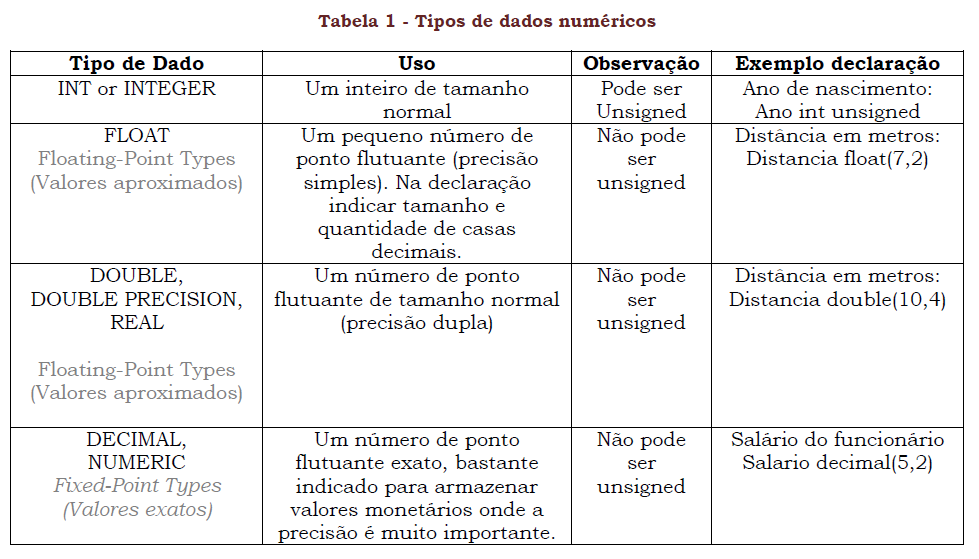 Tabela 1 - Tipos de dados numéricos
Tipo de Dado
Uso
Observação
Exemplo declaração
INT or INTEGER
Um inteiro de tamanho
normal
Pode ser
Unsigned
Ano de nascimento:
Ano int unsigned
FLOAT
Floating-Point Types
(Valores aproximados)
Um pequeno número de
ponto flutuante (precisão
simples). Na declaração
indicar tamanho e
quantidade de casas
decimais.
Não pode
ser
unsigned
Distância em metros:
Distancia float(7,2)
DOUBLE,
DOUBLE PRECISION,
REAL
Floating-Point Types
(Valores aproximados)
Um número de ponto
flutuante de tamanho normal
(precisão dupla)
Não pode
ser
unsigned
Distância em metros:
Distancia double(10,4)
DECIMAL,
NUMERIC
Fixed-Point Types
(Valores exatos)
Um número de ponto
flutuante exato, bastante
indicado para armazenar
valores monetários onde a
precisão é muito importante.
Não pode
ser
unsigned
Salário do funcionário
Salario decimal(5,2)